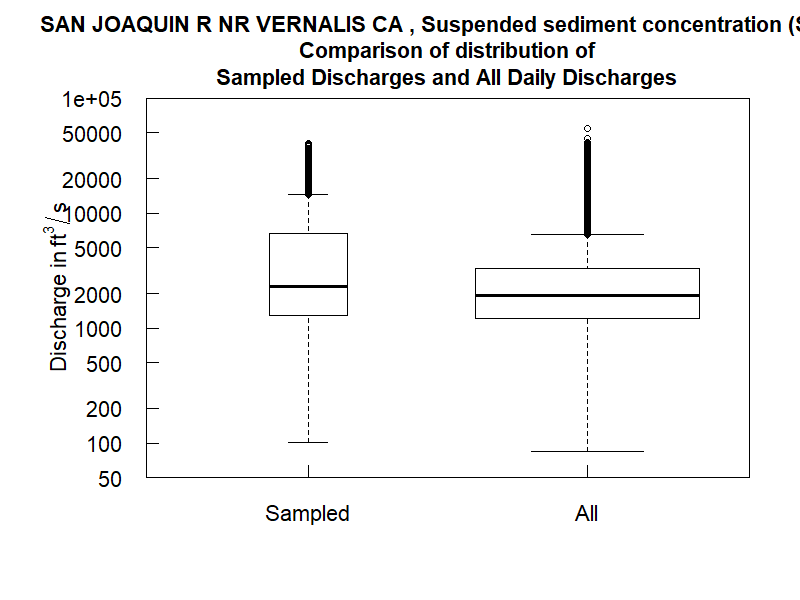 SAN JOAQUIN R NR VERNALIS CA , Suspended sediment concentration (S
Comparison of distribution of
Sampled Discharges and All Daily Discharges
1e+05
50000
20000
10000
5000
2000
1000
500
200
100
50
Discharge in ft³/s
Sampled
All